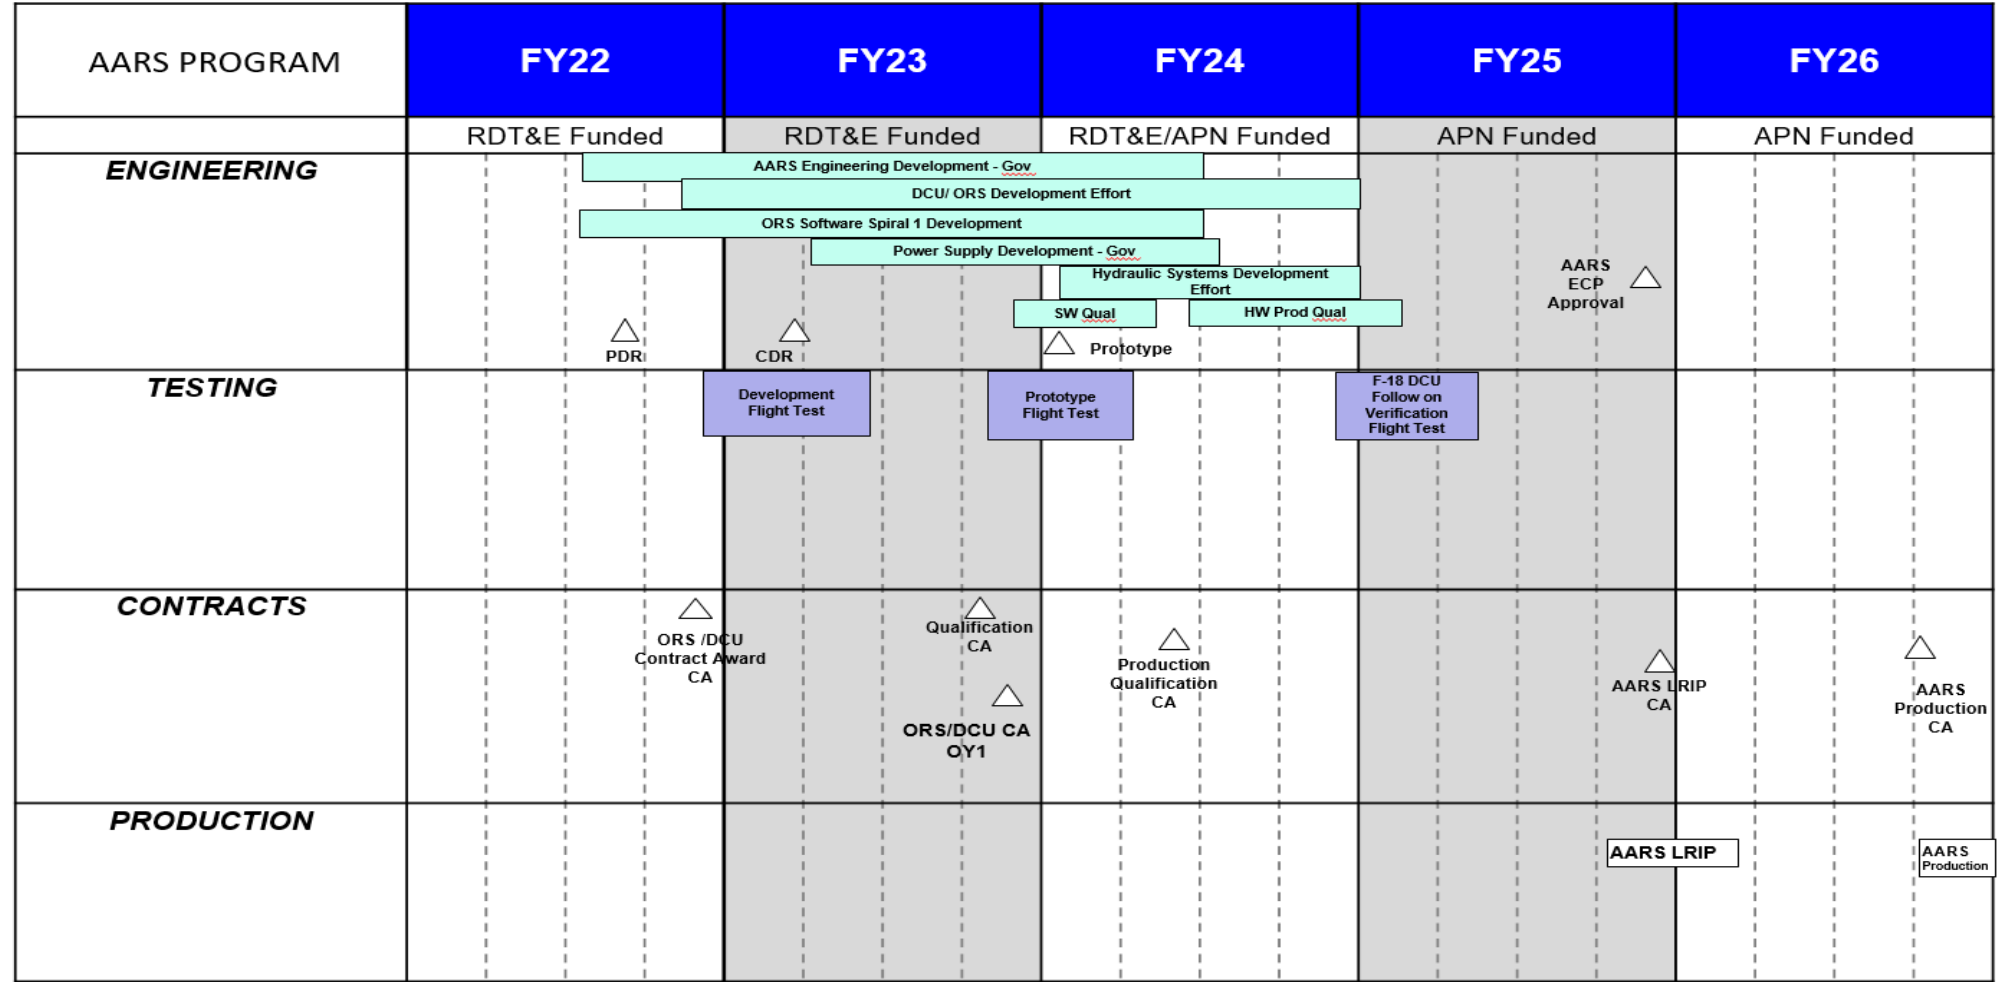 AARS PROGRAM
FY22
FY23
FY24
FY25
FY26
RDT&E Funded
RDT&E Funded
RDT&E/APN Funded
APN Funded
APN Funded
ENGINEERING
AARS Engineering Development - Gov
DCU/ ORS Development Effort
ORS Software Spiral 1 Development
Power Supply Development - Gov
Hydraulic Systems Development
Effort
SW Qual
HW Prod Qual
AARS
ECP
Approval
PDR
CDR
Prototype
TESTING
Development
Flight Test
Prototype
Flight Test
F-18 DCU
Follow on
Verification
Flight Test
CONTRACTS
ORS /DCU
Contract Award
CA
Qualification
CA
ORS/DCU CA
OY1
Production
Qualification
CA
AARS LRIP
CA
AARS
Production
CA
PRODUCTION
AARS LRIP
AARS
Production